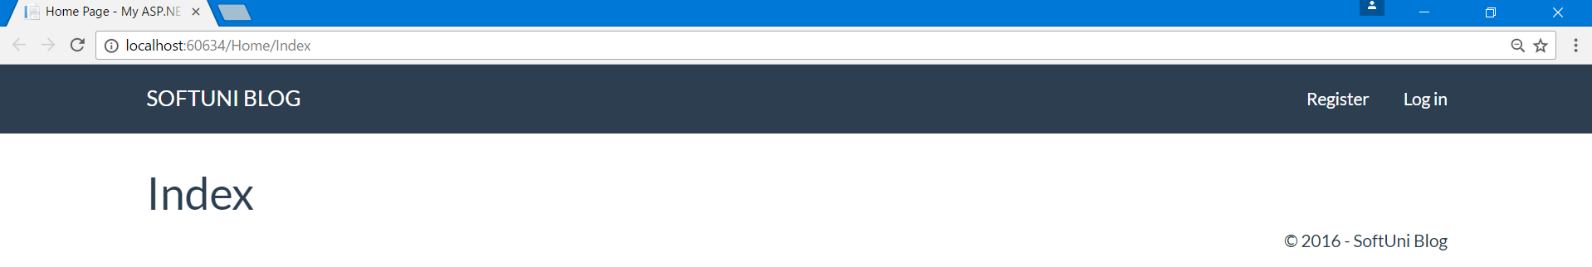 Home Page - My ASP.NE
localhost:60634/Home/Index
SOFTUNI BLOG
Register
Log in
Index
© 2016 - SoftUni Blog